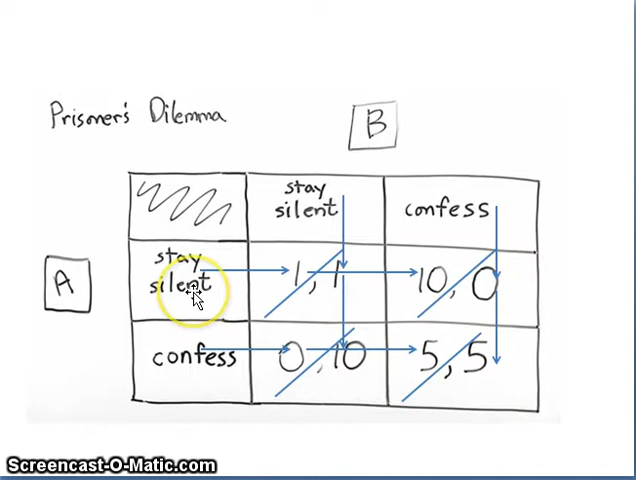 Prisoner's Dilemma
B
stay
silent
confess
A
stay
silent
1, 1
10, 0
confess
0, 10
5, 5
Screencast-O-Matic.com